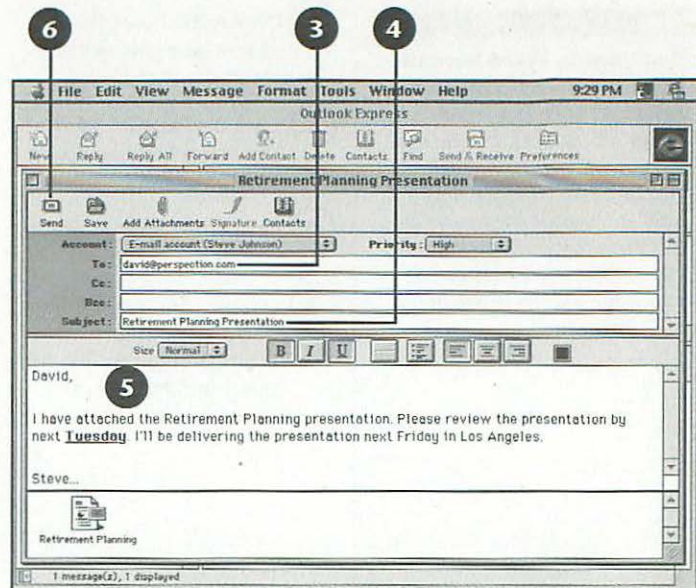 6 3 4
File Edit View Message Format Tools Window Help 9:29 PM
Outlook Express
New Reply Reply All Forward Add Contact Delete Contacts Find Send & Receive Preferences
Retirement Planning Presentation
Send Save Add Attachments Signature Contacts
Account: E-mail account (Steve Johnson) Priority: High
To: david@perspection.com
Cc:
Bcc:
Subject: Retirement Planning Presentation
Size Normal B I U
David,
5
I have attached the Retirement Planning presentation. Please review the presentation by
next Tuesday. I'll be delivering the presentation next Friday in Los Angeles.
Steve...
Retirement Planning
1 message(s), 1 displayed